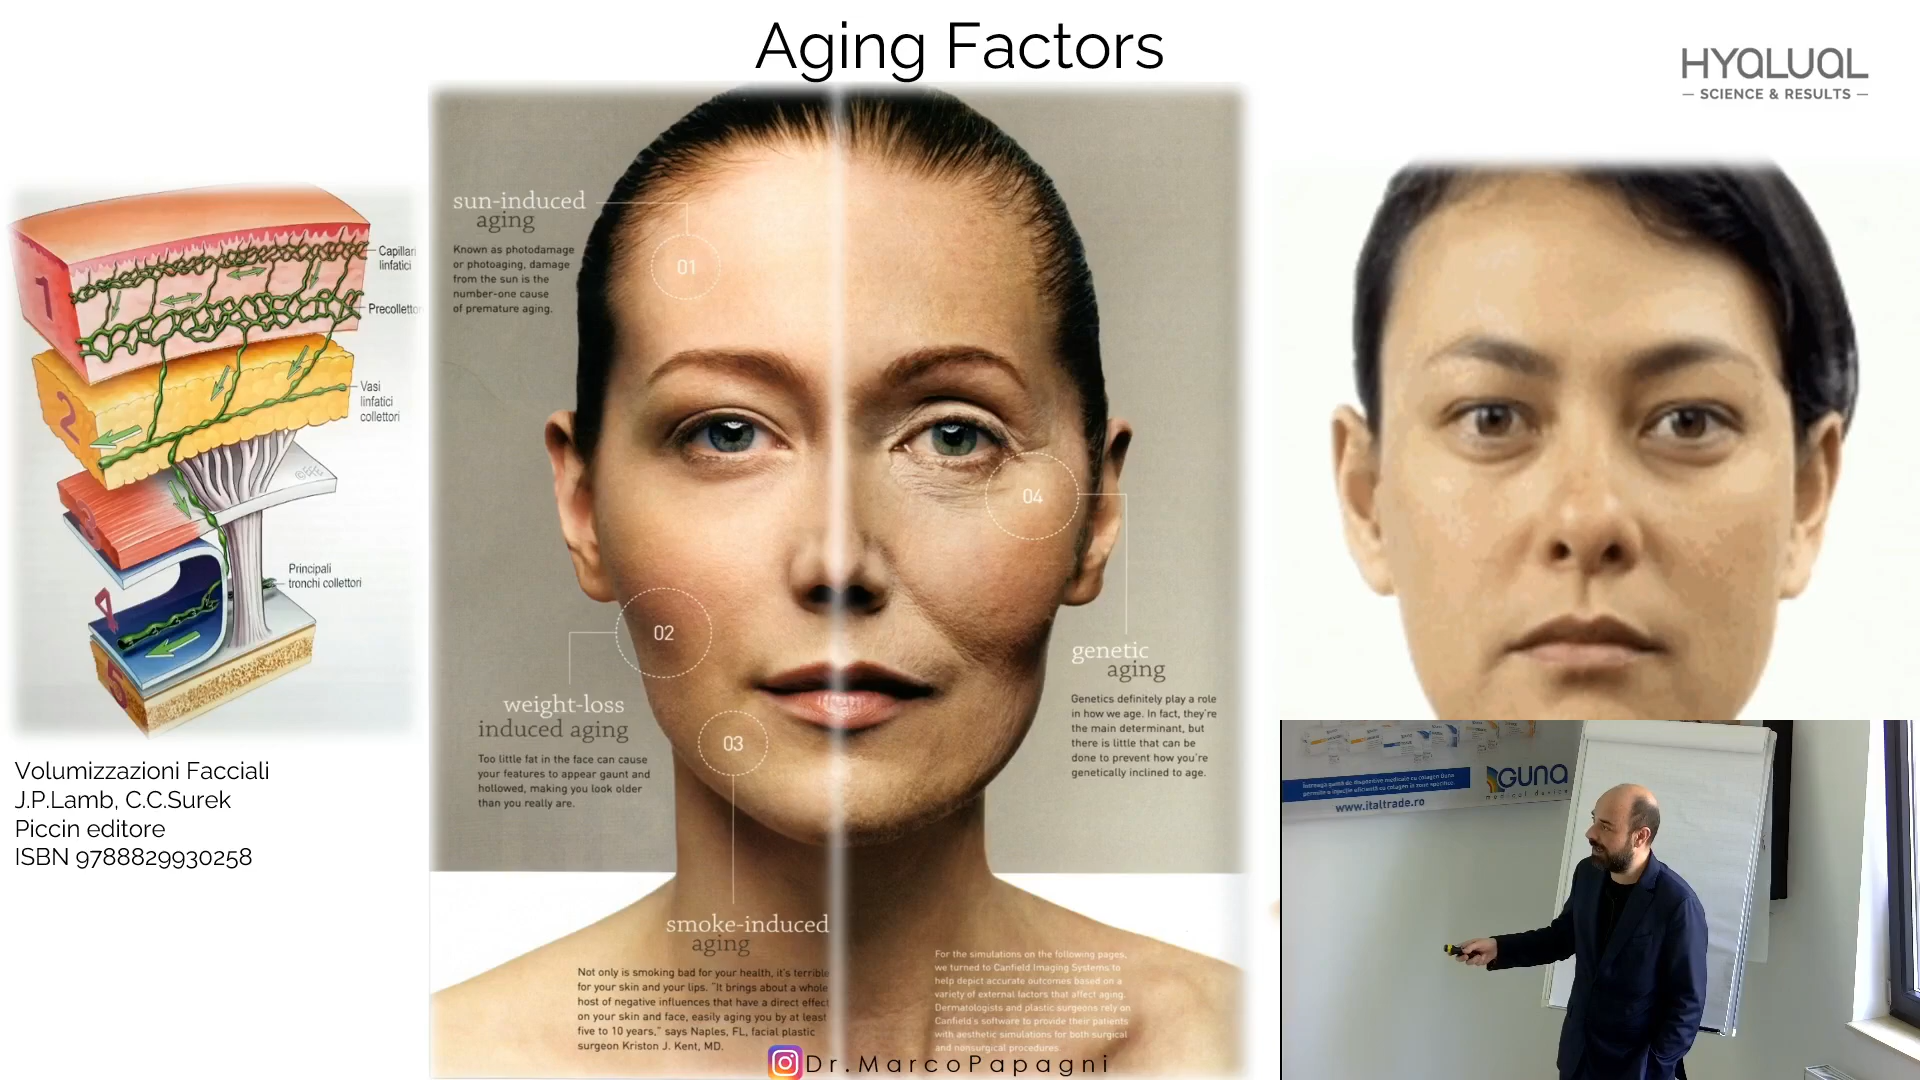 Aging Factors
HYALUAL
— SCIENCE & RESULTS —
1
2
3
4
5
Capillari
linfatici
Precollettor
Vasi
linfatici
collettori
Principali
tronchi collettori
Volumizzazioni Facciali
J.P.Lamb, C.C.Surek
Piccin editore
ISBN 9788829930258
sun-induced
aging
Known as photodamage
or photoaging, damage
from the sun is the
number-one cause
of premature aging.
01
02
weight-loss
induced aging
Too little fat in the face can cause
your features to appear gaunt and
hollowed, making you look older
than you really are.
03
smoke-induced
aging
Not only is smoking bad for your health, it's terrible
for your skin and your lips. "It brings about a whole
host of negative influences that have a direct effect
on your skin and face, easily aging you by at least
five to 10 years," says Naples, FL, facial plastic
surgeon Kriston J. Kent, MD.
04
genetic
aging
Genetics definitely play a role
in how we age. In fact, they're
the main determinant, but
there is little that can be
done to prevent how you're
genetically inclined to age.
For the simulations on the following pages,
we turned to Canfield Imaging Systems to
help depict accurate outcomes based on a
variety of external factors that affect aging.
Dermatologists and plastic surgeons rely on
Canfield's software to provide their patients
with aesthetic simulations for both surgical
and nonsurgical procedures.
Dr.MarcoPapagni
GUNA
medical device
www.italtrade.ro